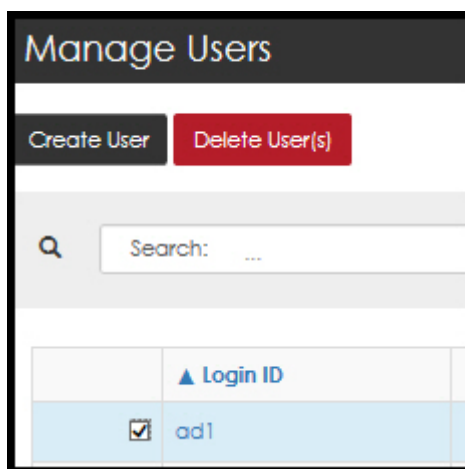 Manage Users
Create User Delete User(s)
Search: ...
▲ Login ID
ad1